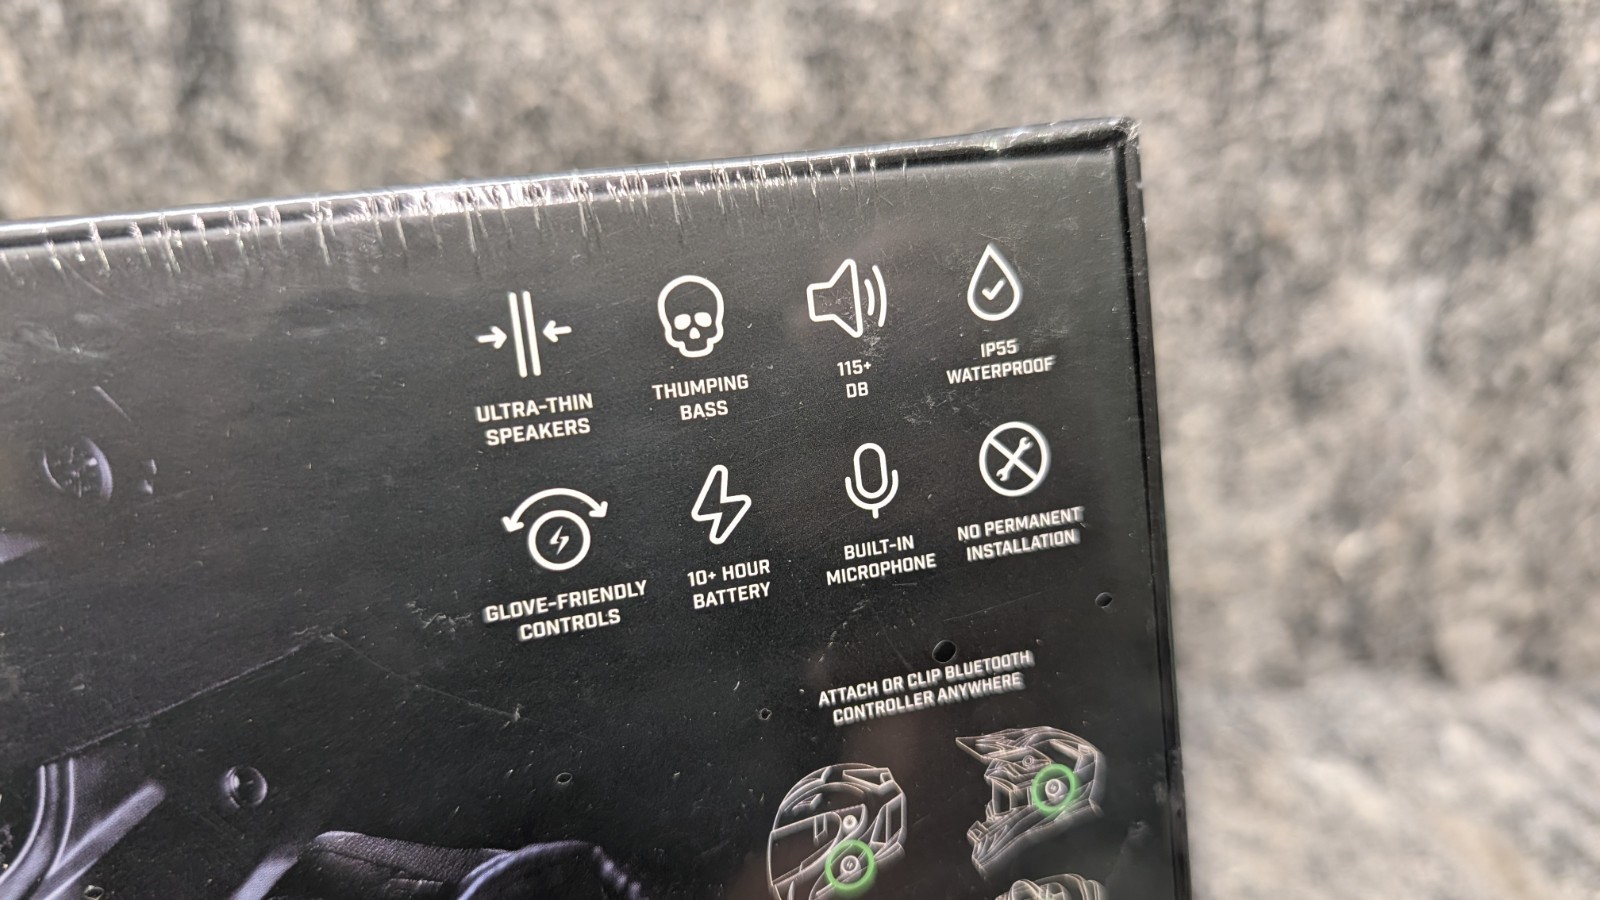 ULTRA-THIN
SPEAKERS
THUMPING
BASS
115+
DB
IP55
WATERPROOF
GLOVE-FRIENDLY
CONTROLS
10+ HOUR
BATTERY
BUILT-IN
MICROPHONE
NO PERMANENT
INSTALLATION
ATTACH OR CLIP BLUETOOTH
CONTROLLER ANYWHERE